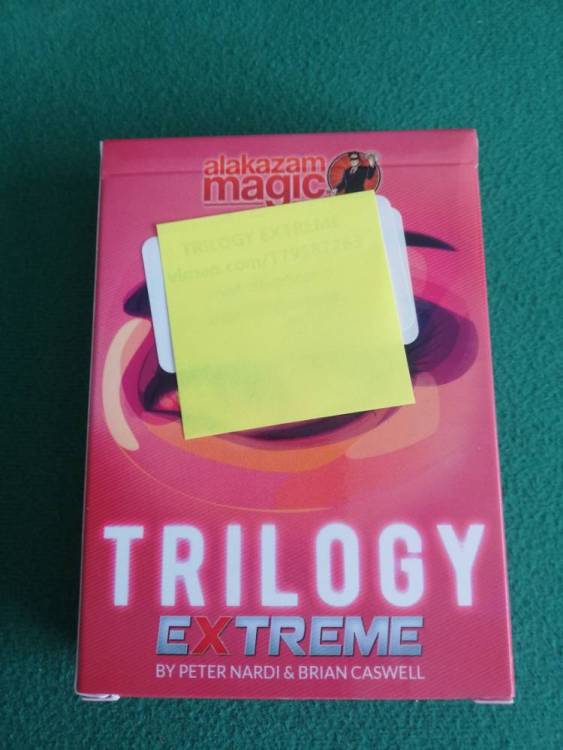 alakazam
magic
TRILOGY EXTREME
TRILOGY
EXTREME
BY PETER NARDI & BRIAN CASWELL